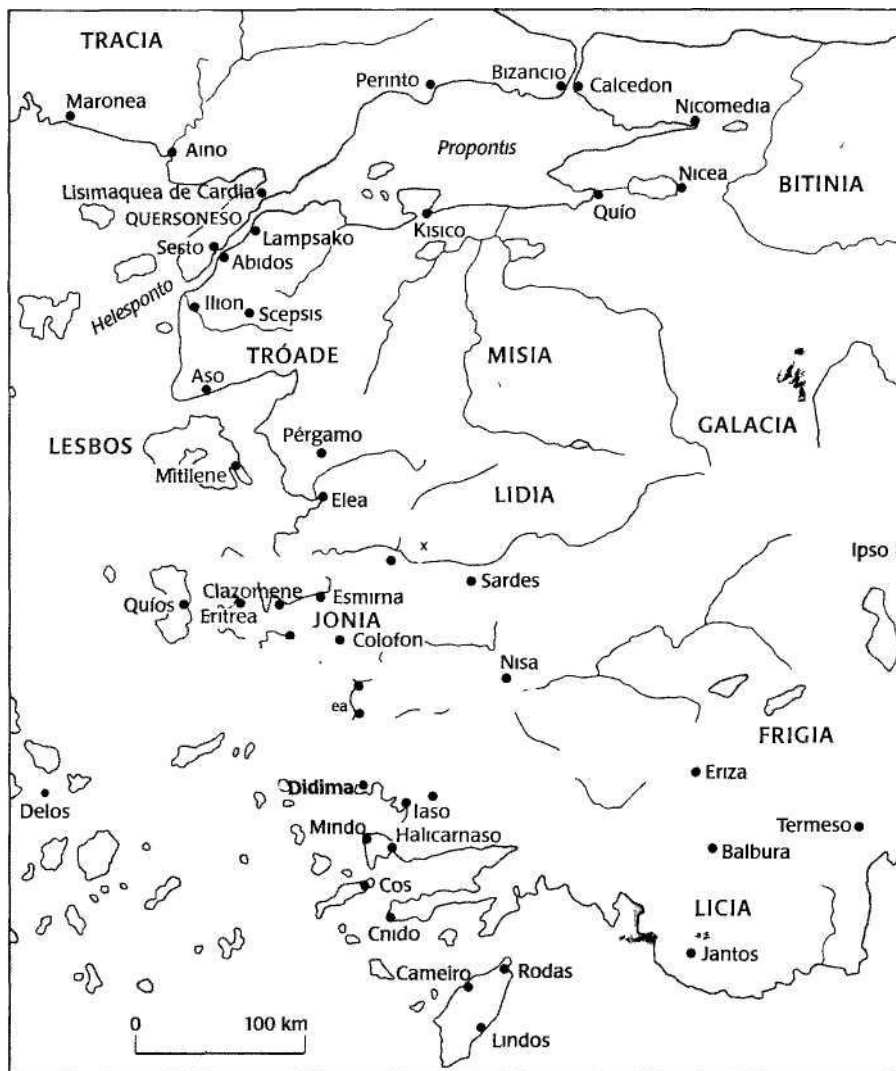 TRACIA
Perinto
Bizancio
Calcedon
Maronea
Nicomedia
Aino
Propontis
Lisimaquea de Cardia
Nicea
BITINIA
QUERSONESO
Quío
Kisico
Lampsako
Sesto
Abidos
Helesponto
Ilion
Scepsis
TRÓADE
MISIA
Aso
GALACIA
LESBOS
Pérgamo
Mitilene
Elea
LIDIA
x
Ipso
Sardes
Clazomene
Quíos
Esmirna
Eritrea
JONIA
Colofon
Nisa
ea
FRIGIA
Eriza
Didima
Delos
Iaso
Mindo
Halicarnaso
Termeso
Balbura
Cos
LICIA
Cnido
Jantos
Cameiro
Rodas
Lindos
0 100 km